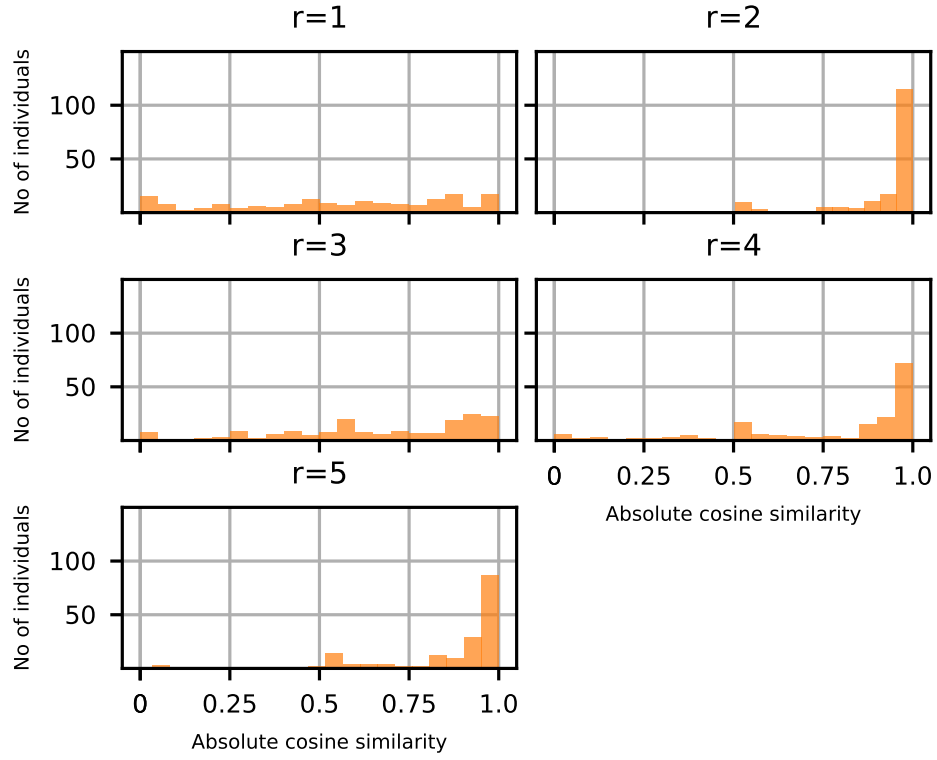 r=1
r=2
No of individuals
100
50
r=3
r=4
No of individuals
100
50
0 0.25 0.5 0.75 1.0
Absolute cosine similarity
r=5
No of individuals
100
50
0 0.25 0.5 0.75 1.0
Absolute cosine similarity